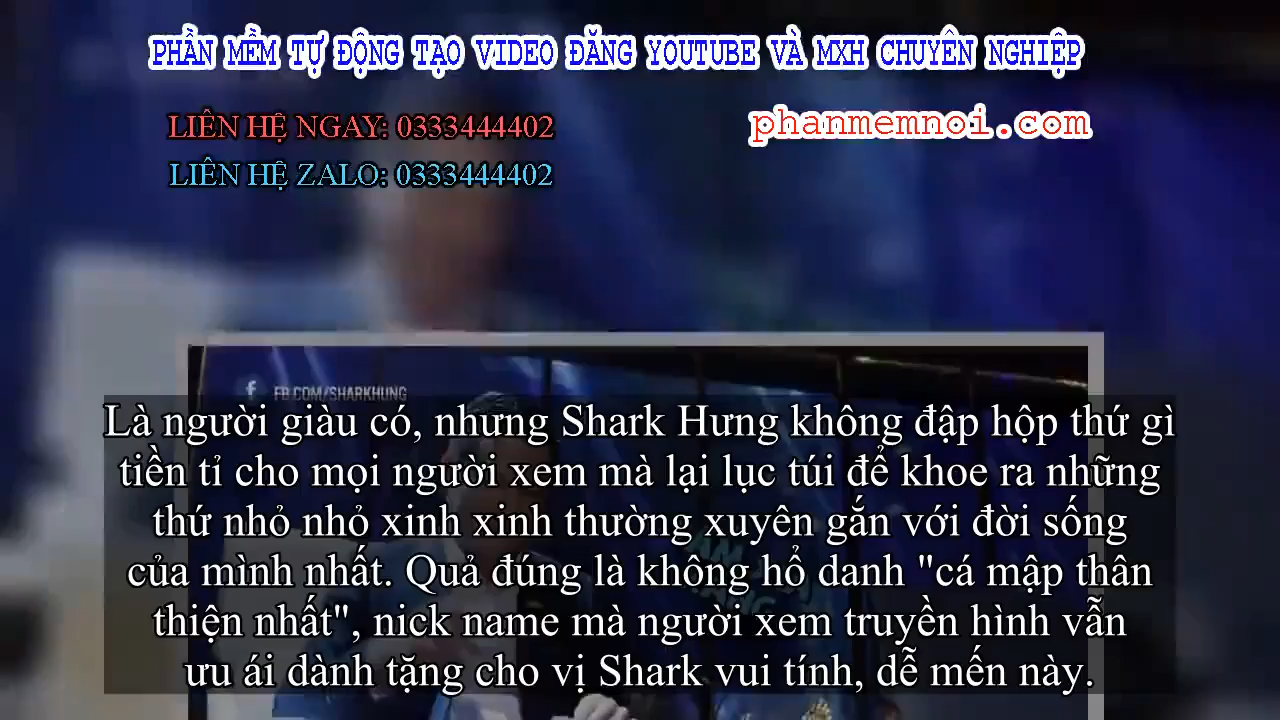 PHẦN MỀM TỰ ĐỘNG TẠO VIDEO ĐĂNG YOUTUBE VÀ MXH CHUYÊN NGHIỆP
LIÊN HỆ NGAY: 0333444402
phanmemnoi.com
LIÊN HỆ ZALO: 0333444402
f FB.COM/SHARKHUNG
Là người giàu có, nhưng Shark Hưng không đập hộp thứ gì
tiền tỉ cho mọi người xem mà lại lục túi để khoe ra những
thứ nhỏ nhỏ xinh xinh thường xuyên gắn với đời sống
của mình nhất. Quả đúng là không hổ danh "cá mập thân
thiện nhất", nick name mà người xem truyền hình vẫn
ưu ái dành tặng cho vị Shark vui tính, dễ mến này.